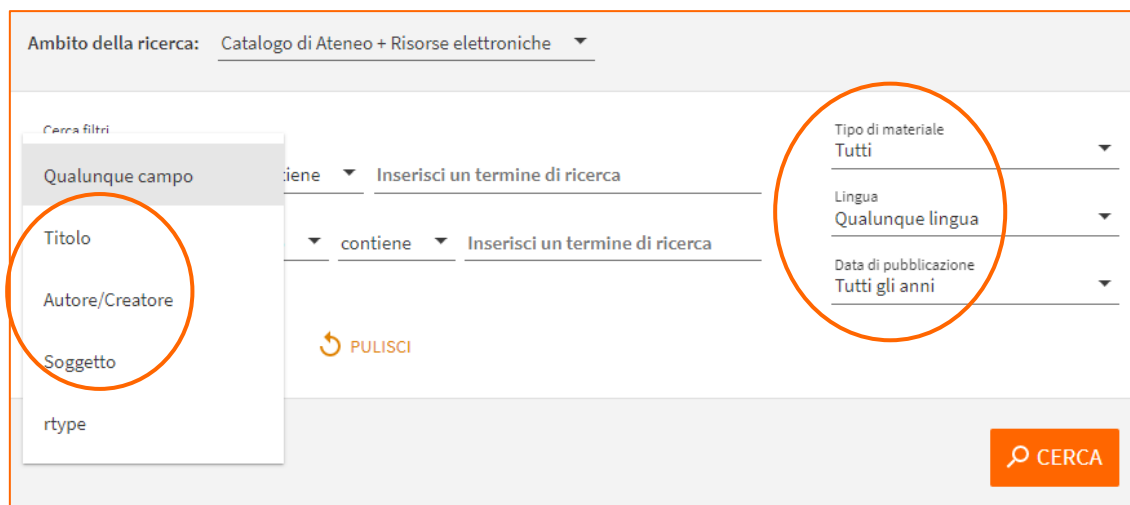 Ambito della ricerca: Catalogo di Ateneo + Risorse elettroniche
Cerca filtri
Qualunque campo
Titolo
Autore/Creatore
Soggetto
rtype
Inserisci un termine di ricerca
contiene Inserisci un termine di ricerca
PULISCI
Tipo di materiale
Tutti
Lingua
Qualunque lingua
Data di pubblicazione
Tutti gli anni
CERCA